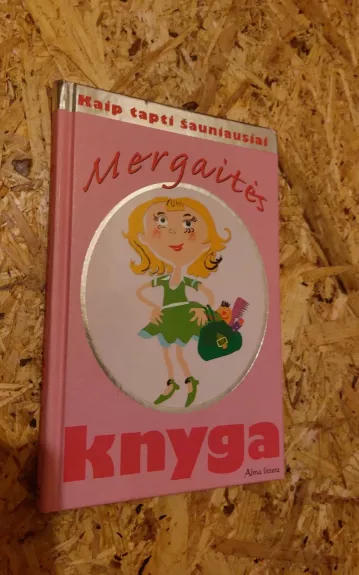 Kaip tapti šauniausiai
Mergaitės
knyga
Alma littera